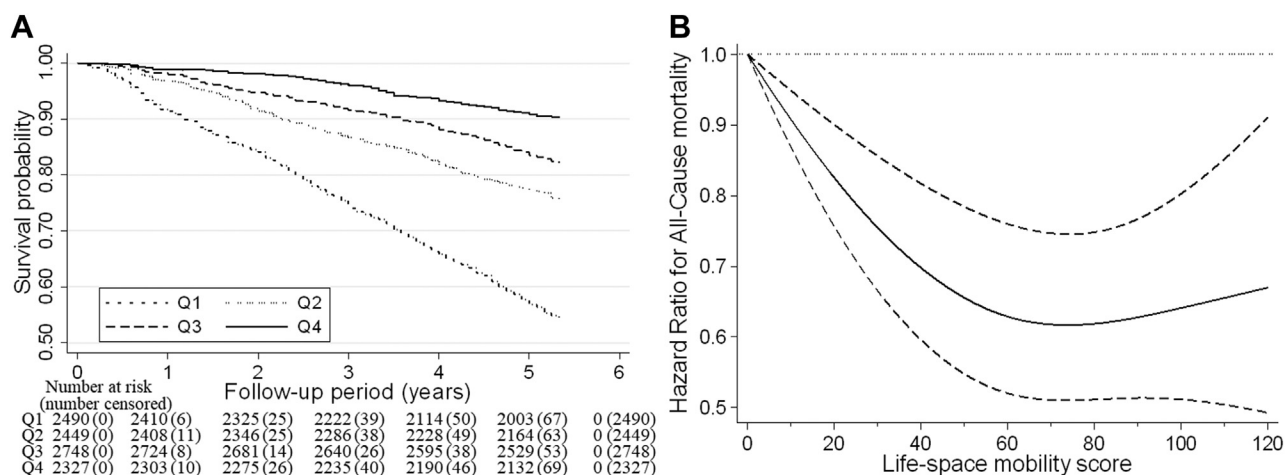 A
Survival probability
1.00
0.90
0.80
0.70
0.60
0.50
Q1 Q2
Q3 Q4
0 1 2 3 4 5 6
Follow-up period (years)
Number at risk
(number censored)
Q1 2490 (0) 2410 (6) 2325 (25) 2222 (39) 2114 (50) 2003 (67) 0 (2490)
Q2 2449 (0) 2408 (11) 2346 (25) 2286 (38) 2228 (49) 2164 (63) 0 (2449)
Q3 2748 (0) 2724 (8) 2681 (14) 2640 (26) 2595 (38) 2529 (53) 0 (2748)
Q4 2327 (0) 2303 (10) 2275 (26) 2235 (40) 2190 (46) 2132 (69) 0 (2327)
B
Hazard Ratio for All-Cause mortality
1.0
0.9
0.8
0.7
0.6
0.5
0 20 40 60 80 100 120
Life-space mobility score